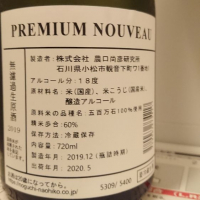 PREMIUM NOUVEAU
無濾過生原酒
2019
製造者：株式会社 農口尚彦研究所
石川県小松市観音下町ワ1番地1
アルコール分：18度
原材料名：米(国産)、米こうじ(国産米)、
醸造アルコール
原料米の品種名：五百万石100%使用
精米歩合：60%
保存方法：冷蔵保存
内容量：720ml
製造年月：2019.12
出荷年月：2020.5
5309/5400